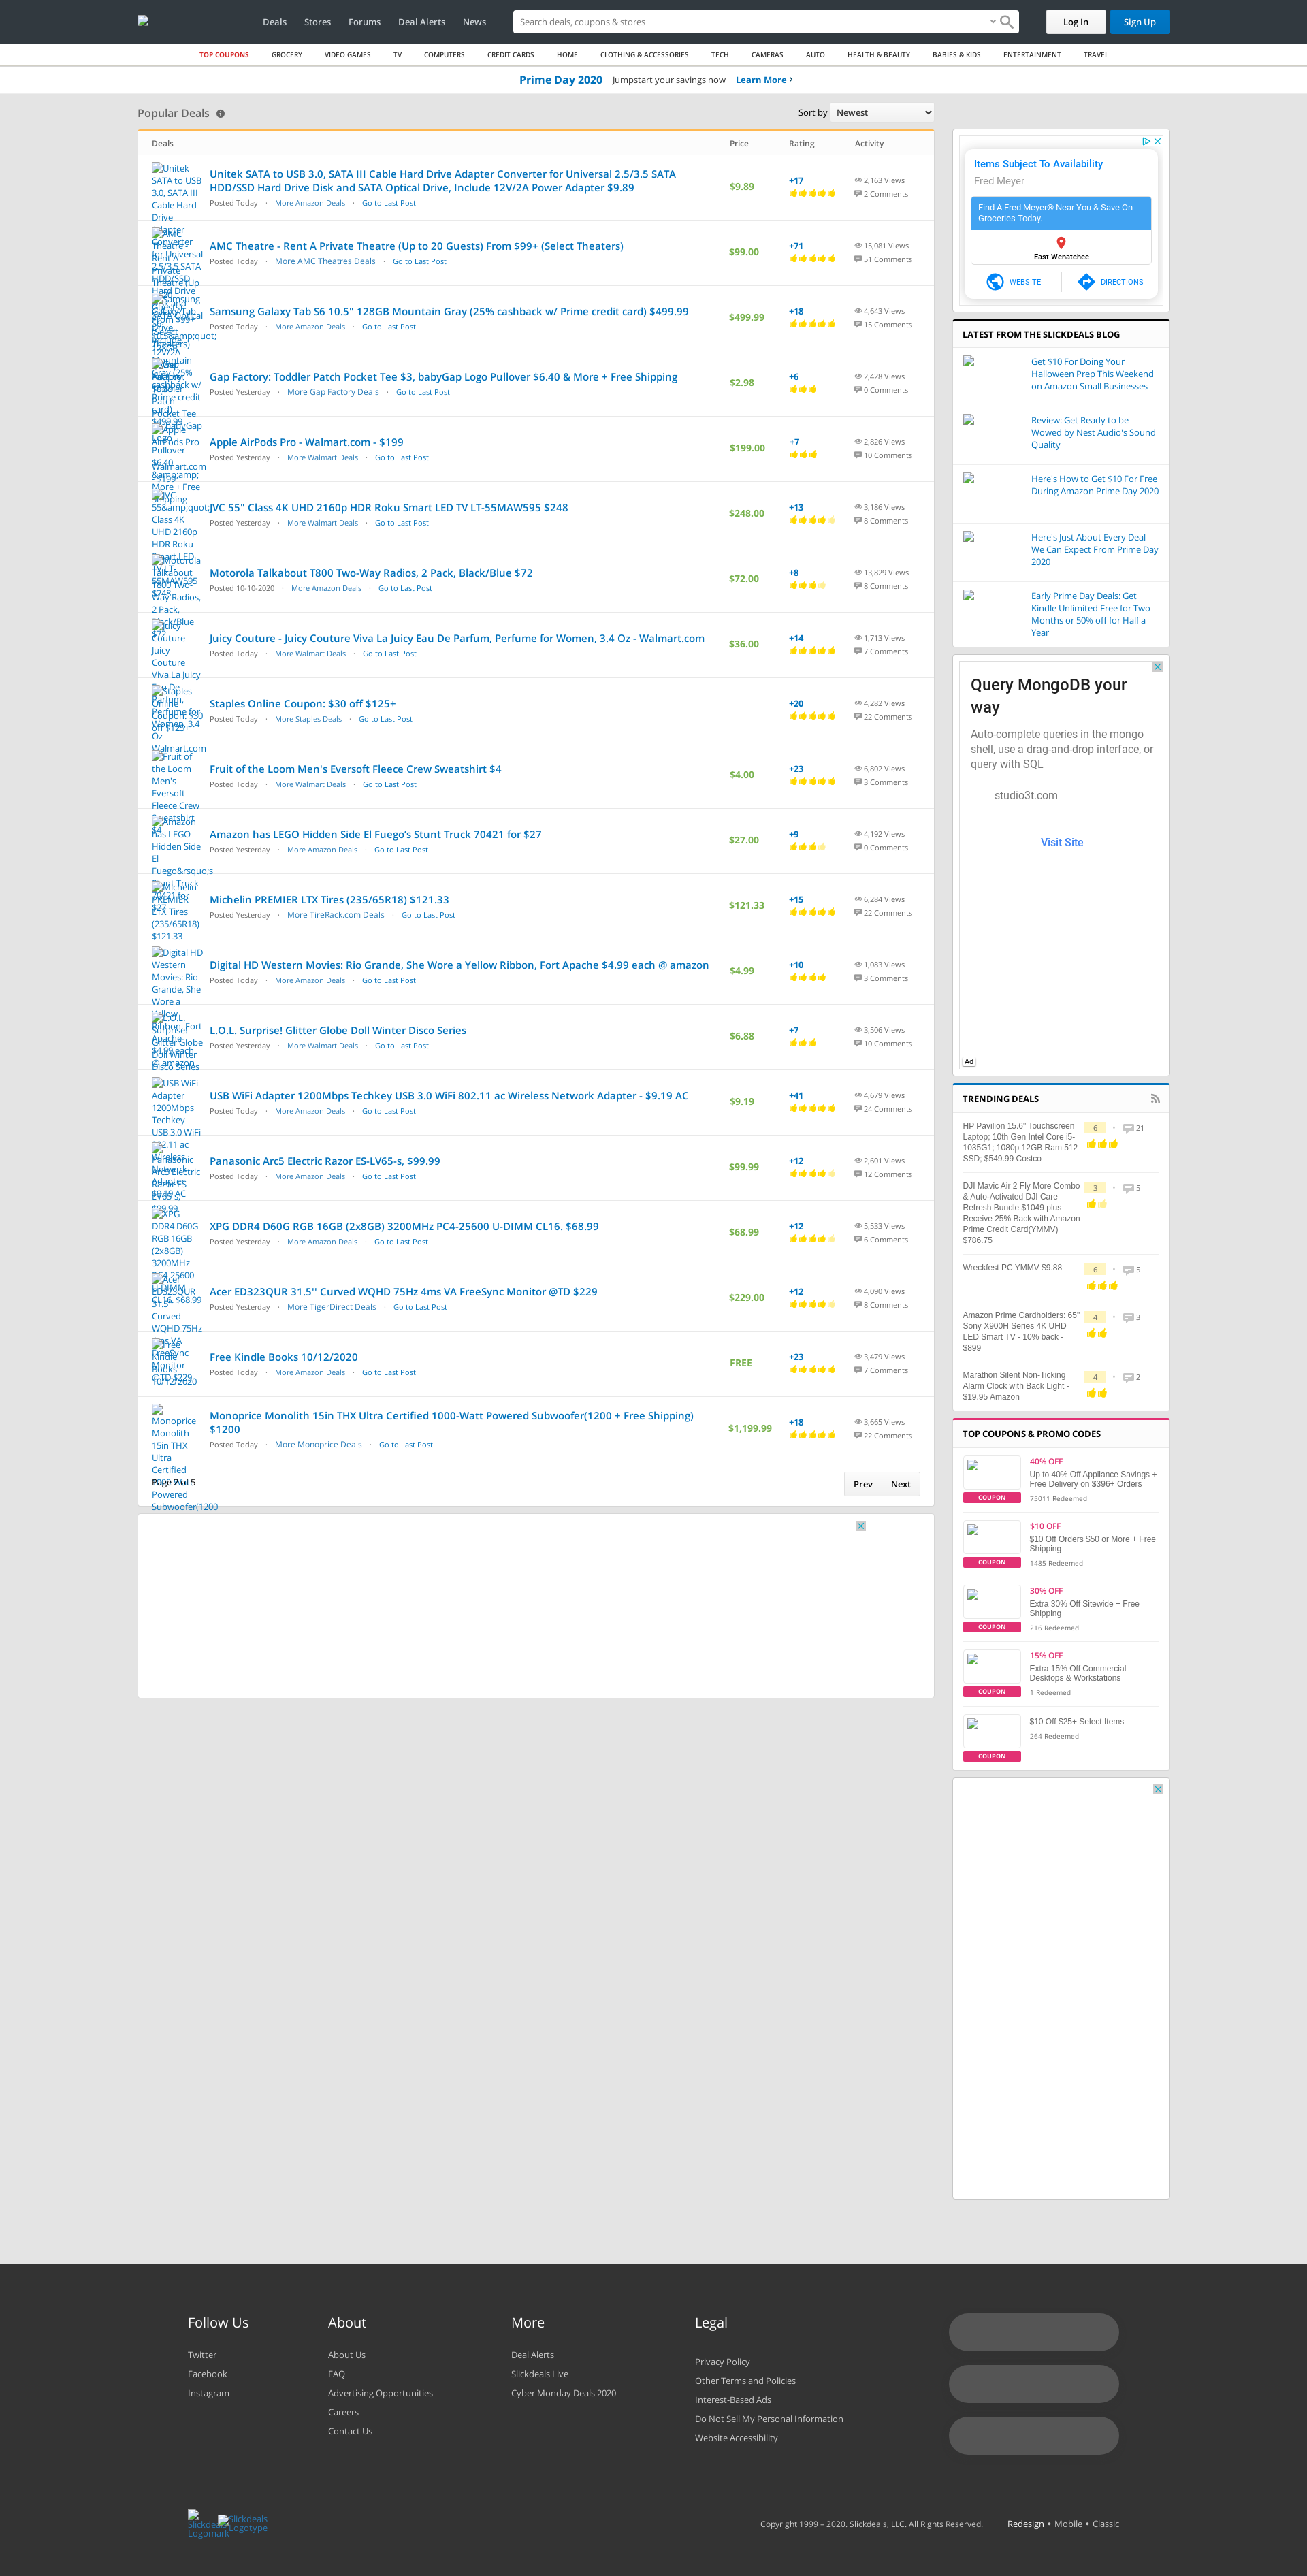 Deals Stores Forums Deal Alerts News Search deals, coupons & stores Log In Sign Up
TOP COUPONS GROCERY VIDEO GAMES TV COMPUTERS CREDIT CARDS HOME CLOTHING & ACCESSORIES TECH CAMERAS AUTO HEALTH & BEAUTY BABIES & KIDS ENTERTAINMENT TRAVEL
Prime Day 2020 Jumpstart your savings now Learn More
Popular Deals
Sort by Newest
Deals Price Rating Activity
Unitek SATA to USB 3.0, SATA III Cable Hard Drive Adapter Converter for Universal 2.5/3.5 SATA
HDD/SSD Hard Drive Disk and SATA Optical Drive, Include 12V/2A Power Adapter $9.89
Posted Today · More Amazon Deals · Go to Last Post
$9.89
+17
2,163 Views
2 Comments
AMC Theatre - Rent A Private Theatre (Up to 20 Guests) From $99+ (Select Theaters)
Posted Today · More AMC Theatres Deals · Go to Last Post
$99.00
+71
15,081 Views
51 Comments
Samsung Galaxy Tab S6 10.5" 128GB Mountain Gray (25% cashback w/ Prime credit card) $499.99
Posted Today · More Amazon Deals · Go to Last Post
$499.99
+18
4,643 Views
15 Comments
Gap Factory: Toddler Patch Pocket Tee $3, babyGap Logo Pullover $6.40 & More + Free Shipping
Posted Yesterday · More Gap Factory Deals · Go to Last Post
$2.98
+6
2,428 Views
0 Comments
Apple AirPods Pro - Walmart.com - $199
Posted Yesterday · More Walmart Deals · Go to Last Post
$199.00
+7
2,826 Views
10 Comments
JVC 55" Class 4K UHD 2160p HDR Roku Smart LED TV LT-55MAW595 $248
Posted Yesterday · More Walmart Deals · Go to Last Post
$248.00
+13
3,186 Views
8 Comments
Motorola Talkabout T800 Two-Way Radios, 2 Pack, Black/Blue $72
Posted 10-10-2020 · More Amazon Deals · Go to Last Post
$72.00
+8
13,829 Views
8 Comments
Juicy Couture - Juicy Couture Viva La Juicy Eau De Parfum, Perfume for Women, 3.4 Oz - Walmart.com
Posted Today · More Walmart Deals · Go to Last Post
$36.00
+14
1,713 Views
7 Comments
Staples Online Coupon: $30 off $125+
Posted Today · More Staples Deals · Go to Last Post
+20
4,282 Views
22 Comments
Fruit of the Loom Men's Eversoft Fleece Crew Sweatshirt $4
Posted Today · More Walmart Deals · Go to Last Post
$4.00
+23
6,802 Views
3 Comments
Amazon has LEGO Hidden Side El Fuego’s Stunt Truck 70421 for $27
Posted Yesterday · More Amazon Deals · Go to Last Post
$27.00
+9
4,192 Views
0 Comments
Michelin PREMIER LTX Tires (235/65R18) $121.33
Posted Yesterday · More TireRack.com Deals · Go to Last Post
$121.33
+15
6,284 Views
22 Comments
Digital HD Western Movies: Rio Grande, She Wore a Yellow Ribbon, Fort Apache $4.99 each @ amazon
Posted Today · More Amazon Deals · Go to Last Post
$4.99
+10
1,083 Views
3 Comments
L.O.L. Surprise! Glitter Globe Doll Winter Disco Series
Posted Yesterday · More Walmart Deals · Go to Last Post
$6.88
+7
3,506 Views
10 Comments
USB WiFi Adapter 1200Mbps Techkey USB 3.0 WiFi 802.11 ac Wireless Network Adapter - $9.19 AC
Posted Today · More Amazon Deals · Go to Last Post
$9.19
+41
4,679 Views
24 Comments
Panasonic Arc5 Electric Razor ES-LV65-s, $99.99
Posted Today · More Amazon Deals · Go to Last Post
$99.99
+12
2,601 Views
12 Comments
XPG DDR4 D60G RGB 16GB (2x8GB) 3200MHz PC4-25600 U-DIMM CL16. $68.99
Posted Yesterday · More Amazon Deals · Go to Last Post
$68.99
+12
5,533 Views
6 Comments
Acer ED323QUR 31.5'' Curved WQHD 75Hz 4ms VA FreeSync Monitor @TD $229
Posted Yesterday · More TigerDirect Deals · Go to Last Post
$229.00
+12
4,090 Views
8 Comments
Free Kindle Books 10/12/2020
Posted Today · More Amazon Deals · Go to Last Post
FREE
+23
3,479 Views
7 Comments
Monoprice Monolith 15in THX Ultra Certified 1000-Watt Powered Subwoofer(1200 + Free Shipping)
$1200
Posted Today · More Monoprice Deals · Go to Last Post
$1,199.99
+18
3,665 Views
22 Comments
Page 2 of 5
Prev Next
Items Subject To Availability
Fred Meyer
Find A Fred Meyer® Near You & Save On
Groceries Today.
East Wenatchee
WEBSITE DIRECTIONS
LATEST FROM THE SLICKDEALS BLOG
Get $10 For Doing Your
Halloween Prep This Weekend
on Amazon Small Businesses
Review: Get Ready to be
Wowed by Nest Audio's Sound
Quality
Here's How to Get $10 For Free
During Amazon Prime Day 2020
Here's Just About Every Deal
We Can Expect From Prime Day
2020
Early Prime Day Deals: Get
Kindle Unlimited Free for Two
Months or 50% off for Half a
Year
Query MongoDB your
way
Auto-complete queries in the mongo
shell, use a drag-and-drop interface, or
query with SQL
studio3t.com
Visit Site
Ad
TRENDING DEALS
HP Pavilion 15.6" Touchscreen
Laptop; 10th Gen Intel Core i5-
1035G1; 1080p 12GB Ram 512
SSD; $549.99 Costco
6 · 21
DJI Mavic Air 2 Fly More Combo
& Auto-Activated DJI Care
Refresh Bundle $1049 plus
Receive 25% Back with Amazon
Prime Credit Card(YMMV)
$786.75
3 · 5
Wreckfest PC YMMV $9.88
6 · 5
Amazon Prime Cardholders: 65"
Sony X900H Series 4K UHD
LED Smart TV - 10% back -
$899
4 · 3
Marathon Silent Non-Ticking
Alarm Clock with Back Light -
$19.95 Amazon
4 · 2
TOP COUPONS & PROMO CODES
40% OFF
Up to 40% Off Appliance Savings +
Free Delivery on $396+ Orders
75011 Redeemed
COUPON
$10 OFF
$10 Off Orders $50 or More + Free
Shipping
1485 Redeemed
COUPON
30% OFF
Extra 30% Off Sitewide + Free
Shipping
216 Redeemed
COUPON
15% OFF
Extra 15% Off Commercial
Desktops & Workstations
1 Redeemed
COUPON
$10 Off $25+ Select Items
264 Redeemed
COUPON
Follow Us
Twitter
Facebook
Instagram
About
About Us
FAQ
Advertising Opportunities
Careers
Contact Us
More
Deal Alerts
Slickdeals Live
Cyber Monday Deals 2020
Legal
Privacy Policy
Other Terms and Policies
Interest-Based Ads
Do Not Sell My Personal Information
Website Accessibility
Slickdeals
Logomark
Slickdeals
Logotype
Copyright 1999 – 2020. Slickdeals, LLC. All Rights Reserved. Redesign • Mobile • Classic